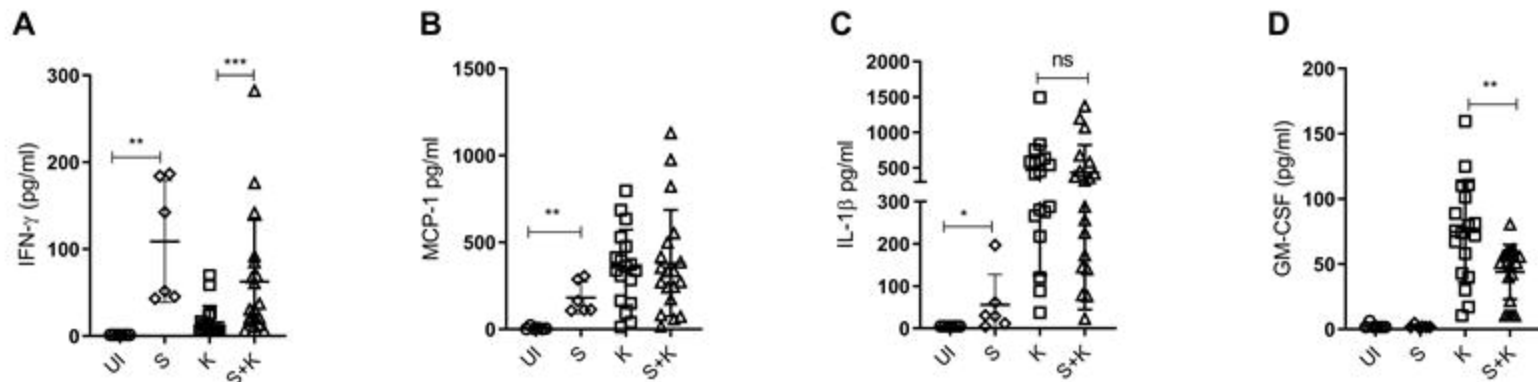 A
IFN-γ (pg/ml)
300
200
100
0
**
***
UI
S
K
S+K
B
MCP-1 pg/ml
1500
1000
500
0
**
UI
S
K
S+K
C
IL-1β pg/ml
2000
1500
1000
500
300
200
100
0
*
ns
UI
S
K
S+K
D
GM-CSF (pg/ml)
200
150
100
50
0
**
UI
S
K
S+K